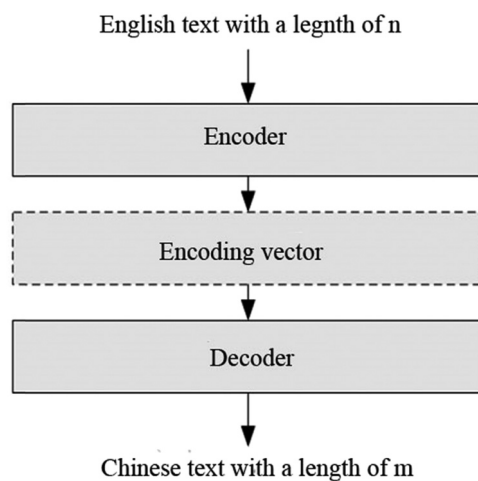 English text with a legnth of n
Encoder
Encoding vector
Decoder
Chinese text with a length of m